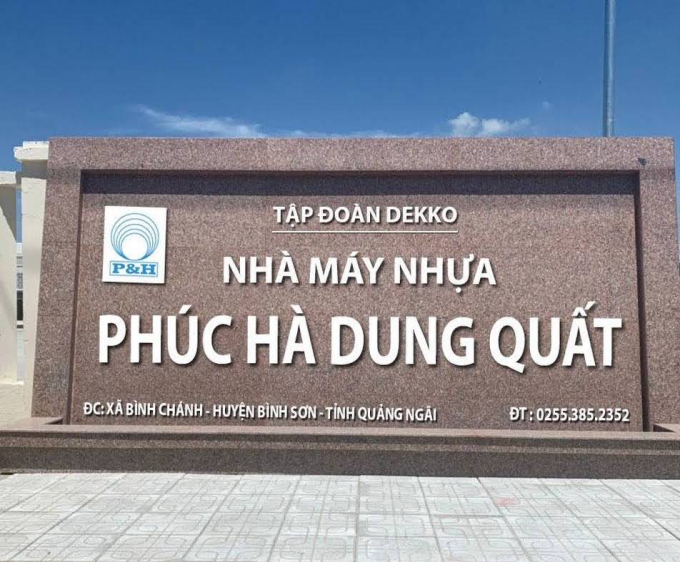 TẬP ĐOÀN DEKKO
P&H
NHÀ MÁY NHỰA
PHÚC HÀ DUNG QUẤT
ĐC: XÃ BÌNH CHÁNH - HUYỆN BÌNH SƠN - TỈNH QUẢNG NGÃI
ĐT : 0255.385.2352